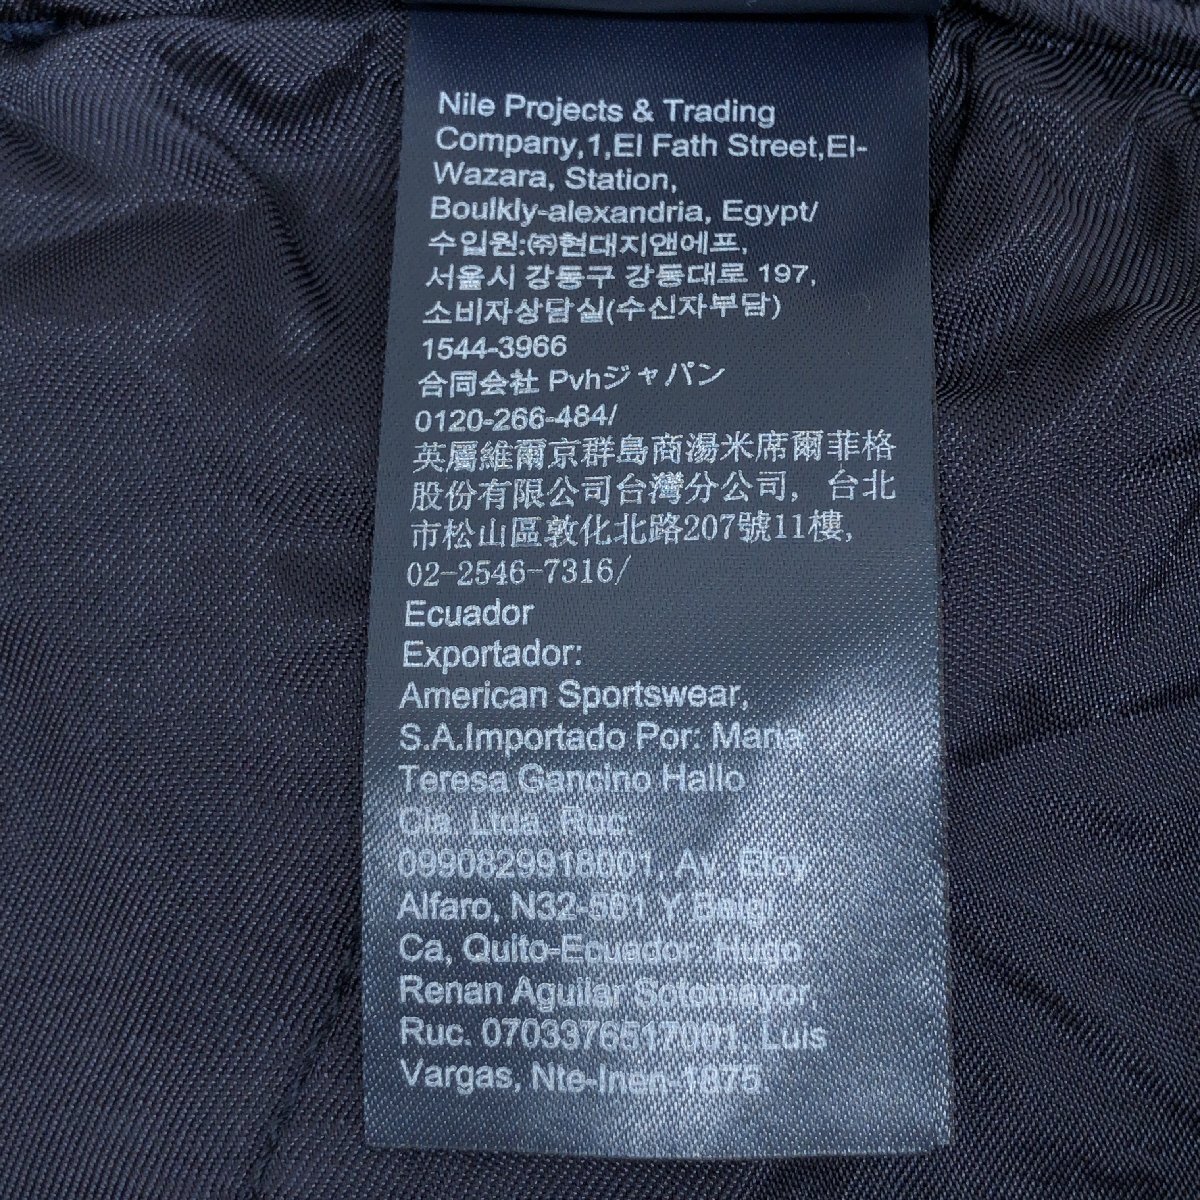 Nile Projects & Trading
Company,1,El Fath Street,El-
Wazara, Station,
Boulkly-alexandria, Egypt/
수입원:㈜현대지앤에프,
서울시 강동구 강동대로 197,
소비자상담실(수신자부담)
1544-3966
合同会社 Pvhジャパン
0120-266-484/
英屬維爾京群島商湯米席爾菲格
股份有限公司台灣分公司, 台北
市松山區敦化北路207號11樓,
02-2546-7316/
Ecuador
Exportador:
American Sportswear,
S.A.Importado Por: Maria
Teresa Gancino Hallo
Cia. Ltda. Ruc.
0990829918001, Av. Eloy
Alfaro, N32-561 Y Belgi
Ca, Quito-Ecuador. Hugo
Renan Aguilar Sotomayor,
Ruc. 0703376517001, Luis
Vargas, Nte-Inen-1875.